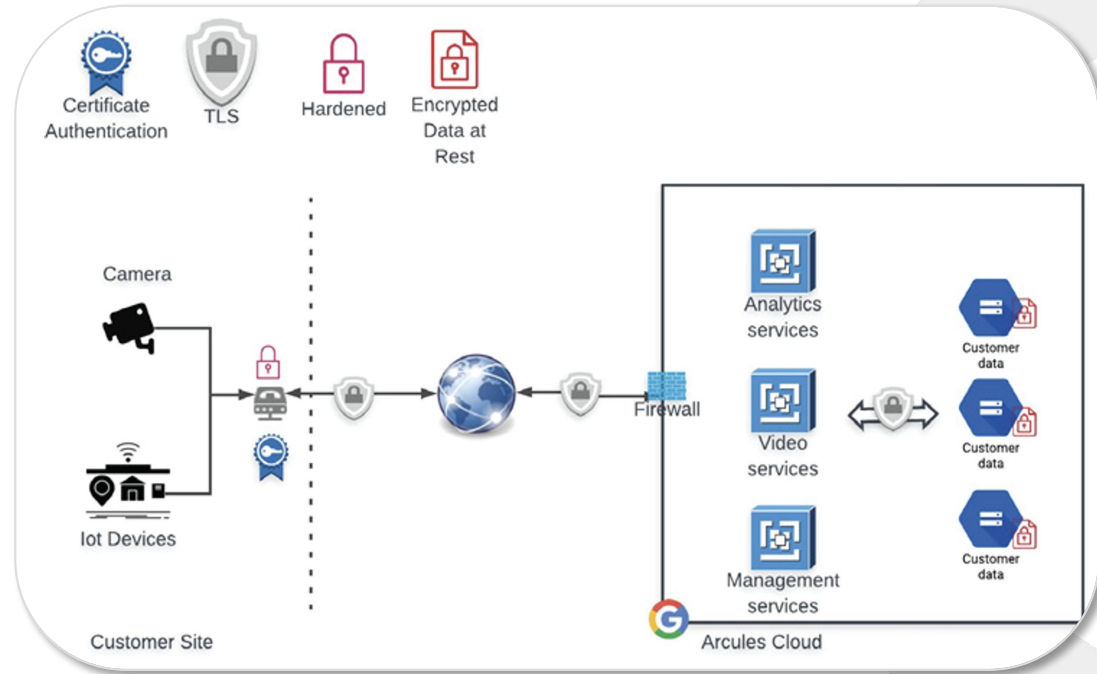 Certificate
Authentication
TLS
Hardened
Encrypted
Data at
Rest
Camera
Iot Devices
Customer Site
Firewall
Analytics
services
Video
services
Management
services
Customer
data
Customer
data
Customer
data
G
Arcules Cloud